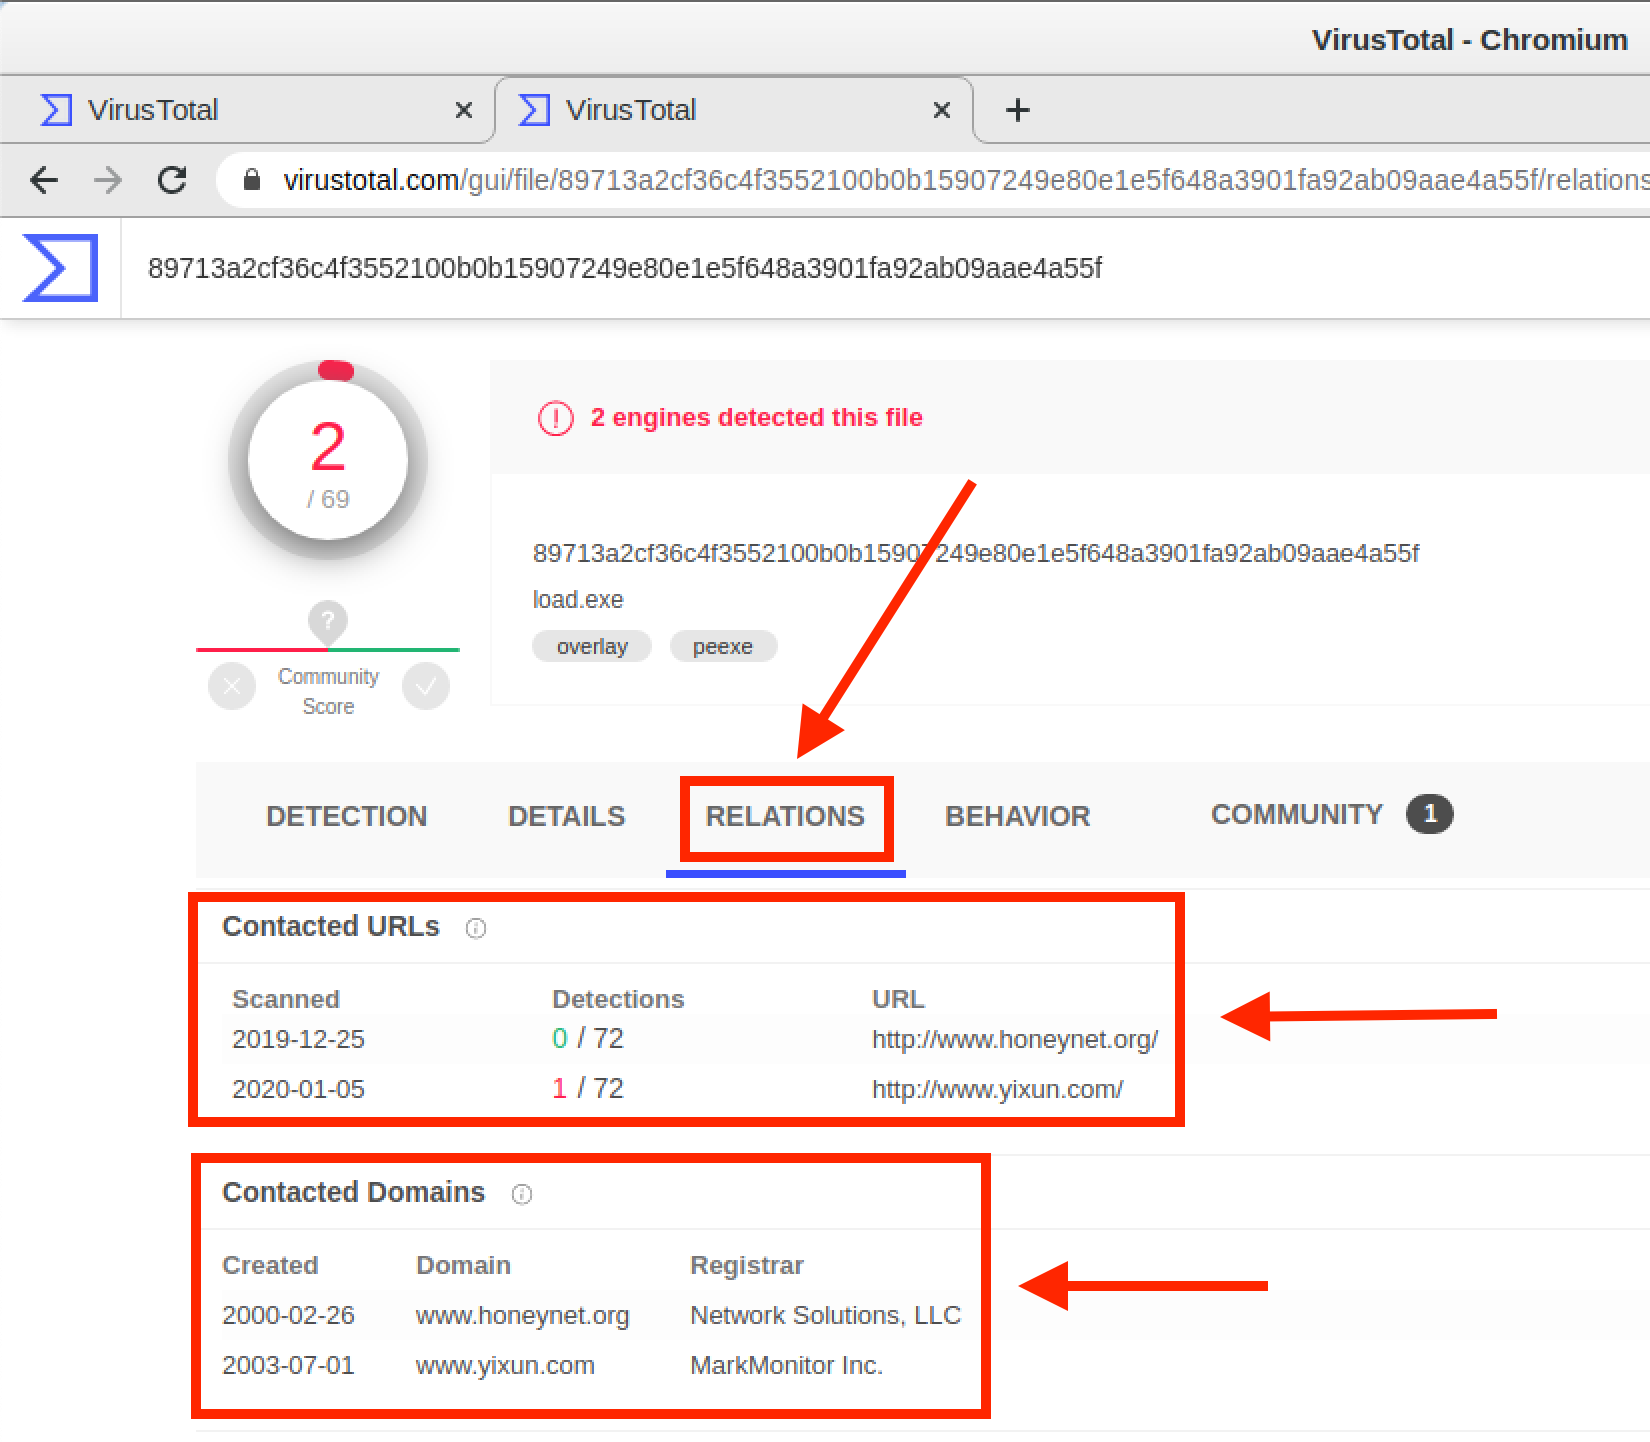 VirusTotal - Chromium
VirusTotal
VirusTotal
virustotal.com/gui/file/89713a2cf36c4f3552100b0b15907249e80e1e5f648a3901fa92ab09aae4a55f/relations
89713a2cf36c4f3552100b0b15907249e80e1e5f648a3901fa92ab09aae4a55f
2
/ 69
2 engines detected this file
89713a2cf36c4f3552100b0b15907249e80e1e5f648a3901fa92ab09aae4a55f
load.exe
overlay peexe
?
Community
Score
DETECTION DETAILS RELATIONS BEHAVIOR COMMUNITY 1
Contacted URLs
Scanned Detections URL
2019-12-25 0 / 72 http://www.honeynet.org/
2020-01-05 1 / 72 http://www.yixun.com/
Contacted Domains
Created Domain Registrar
2000-02-26 www.honeynet.org Network Solutions, LLC
2003-07-01 www.yixun.com MarkMonitor Inc.